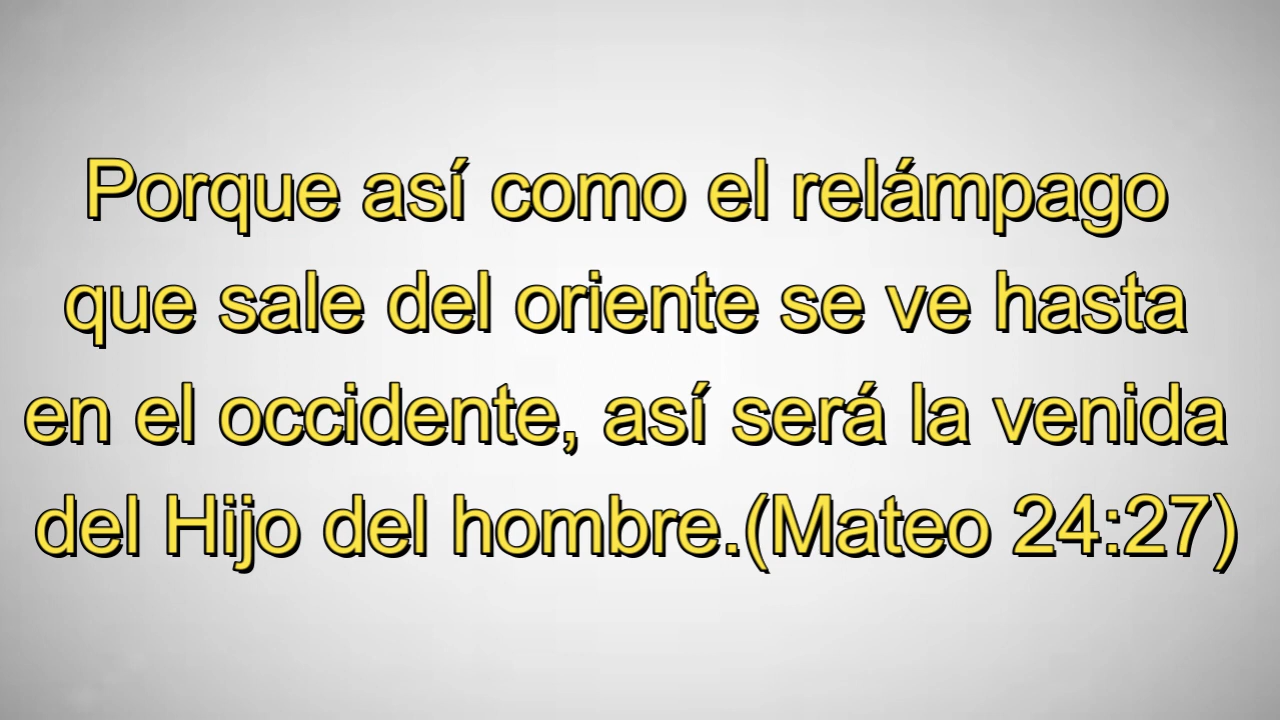 Porque así como el relámpago
que sale del oriente se ve hasta
en el occidente, así será la venida
del Hijo del hombre.(Mateo 24:27)